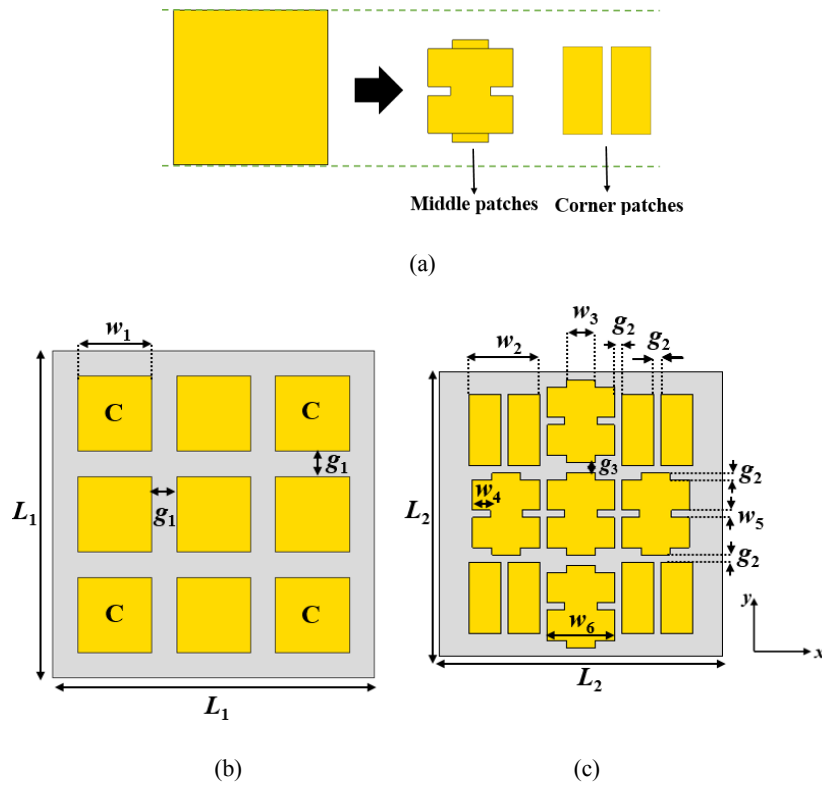 Middle patches
Corner patches
(a)
w₁
C
C
g₁
L₁
g₁
C
C
L₁
(b)
w₃
g₂
g₂
w₂
g₃
g₂
w₄
L₂
w₅
g₂
w₆
y
x
L₂
(c)